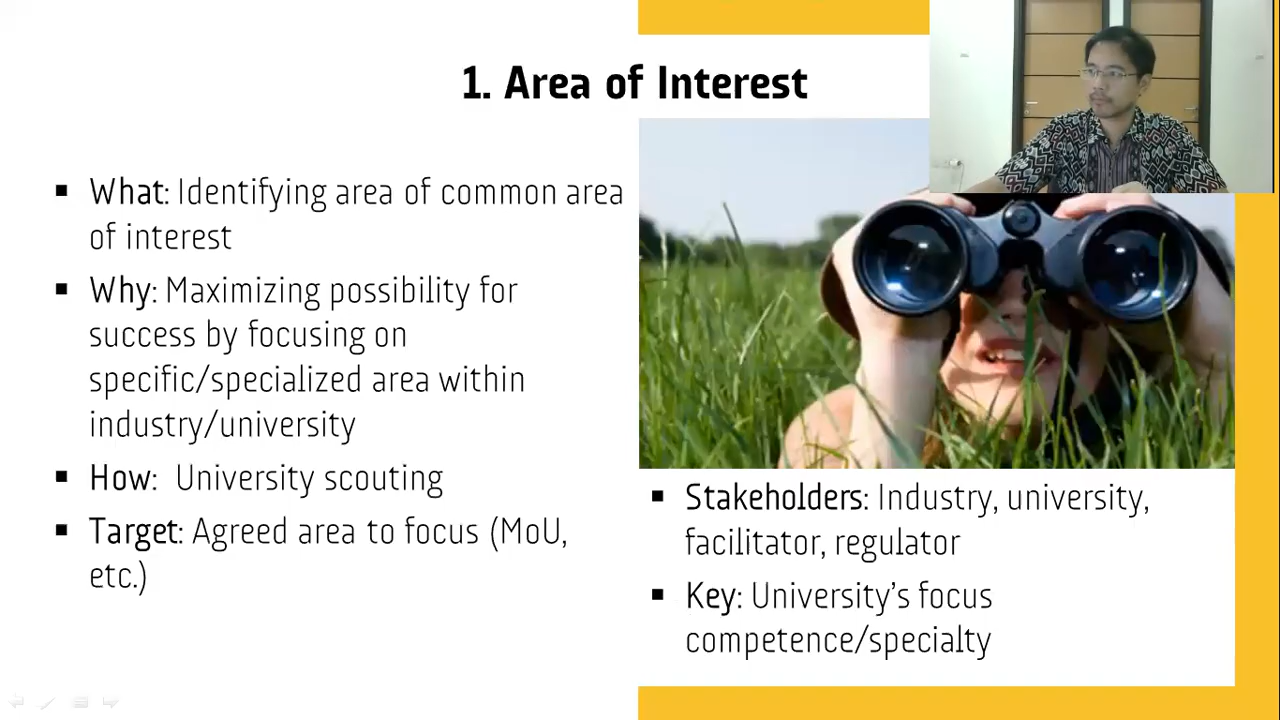 1. Area of Interest
▪ What: Identifying area of common area
of interest
▪ Why: Maximizing possibility for
success by focusing on
specific/specialized area within
industry/university
▪ How:  University scouting
▪ Target: Agreed area to focus (MoU,
etc.)
▪ Stakeholders: Industry, university,
facilitator, regulator
▪ Key: University’s focus
competence/specialty